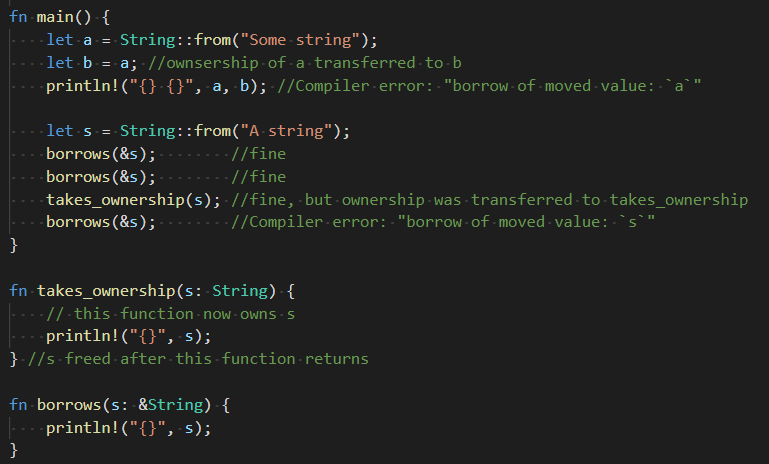 fn main() {
    let a = String::from("Some string");
    let b = a; //ownsership of a transferred to b
    println!("{} {}", a, b); //Compiler error: "borrow of moved value: `a`"

    let s = String::from("A string");
    borrows(&s);        //fine
    borrows(&s);        //fine
    takes_ownership(s); //fine, but ownership was transferred to takes_ownership
    borrows(&s);        //Compiler error: "borrow of moved value: `s`"
}

fn takes_ownership(s: String) {
    // this function now owns s
    println!("{}", s);
} //s freed after this function returns

fn borrows(s: &String) {
    println!("{}", s);
}